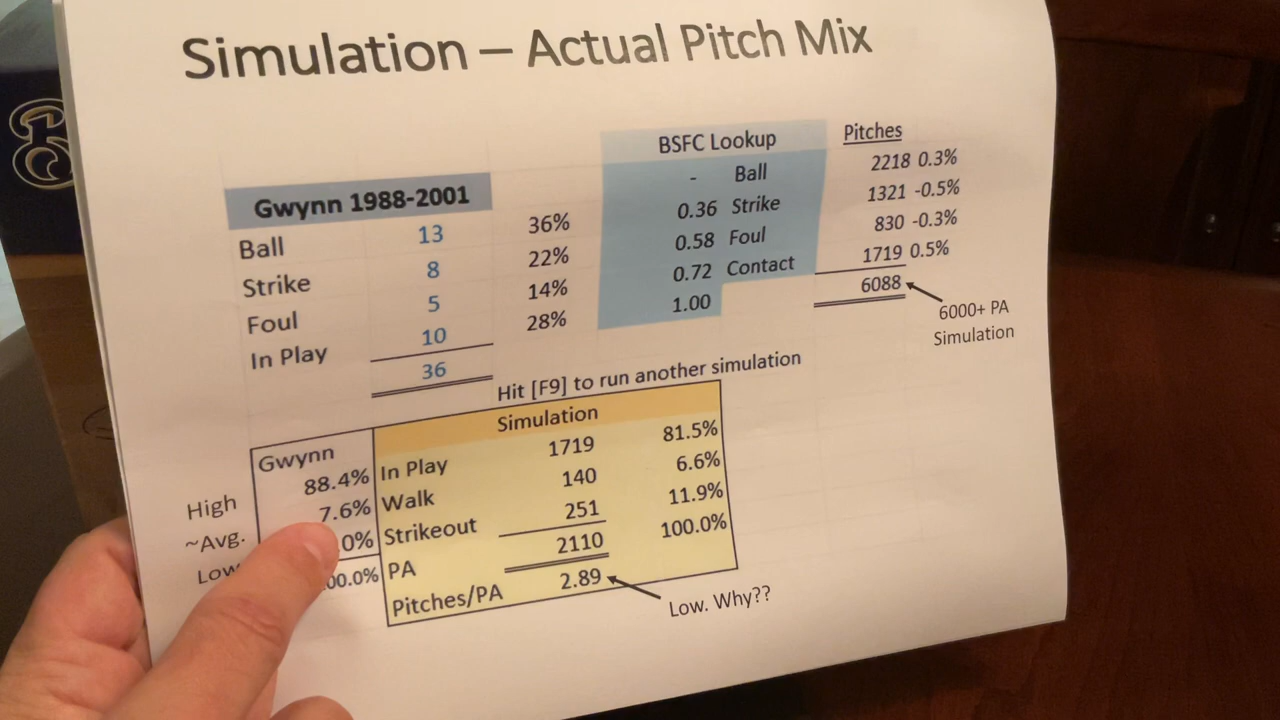 Simulation – Actual Pitch Mix
Gwynn 1988-2001
Ball 13 36%
Strike 8 22%
Foul 5 14%
In Play 10 28%
36
BSFC Lookup
- Ball
0.36 Strike
0.58 Foul
0.72 Contact
1.00
Pitches
2218 0.3%
1321 -0.5%
830 -0.3%
1719 0.5%
6088
6000+ PA
Simulation
Hit [F9] to run another simulation
Gwynn
High 88.4%
~Avg. 7.6%
Low .0%
00.0%
Simulation
In Play 1719 81.5%
Walk 140 6.6%
Strikeout 251 11.9%
PA 2110 100.0%
Pitches/PA 2.89
Low. Why??